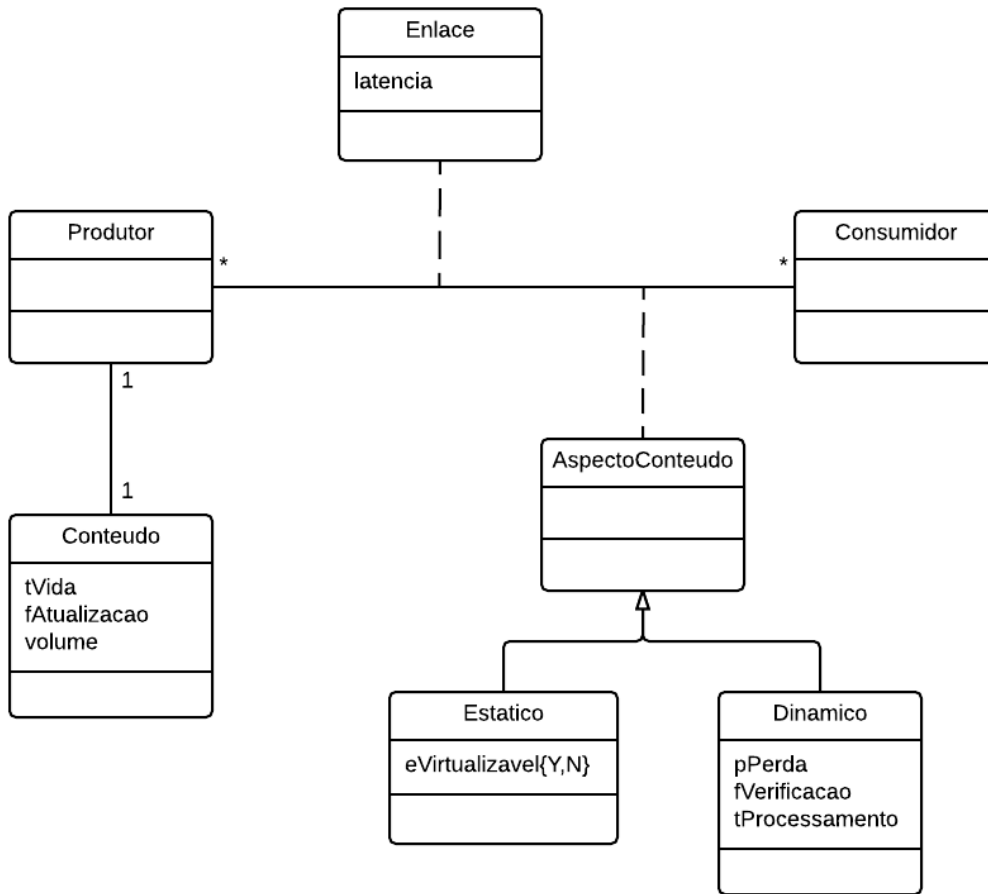 Enlace
latencia
Produtor
Consumidor
*
*
1
AspectoConteudo
1
Conteudo
tVida
fAtualizacao
volume
Estatico
eVirtualizavel{Y,N}
Dinamico
pPerda
fVerificacao
tProcessamento